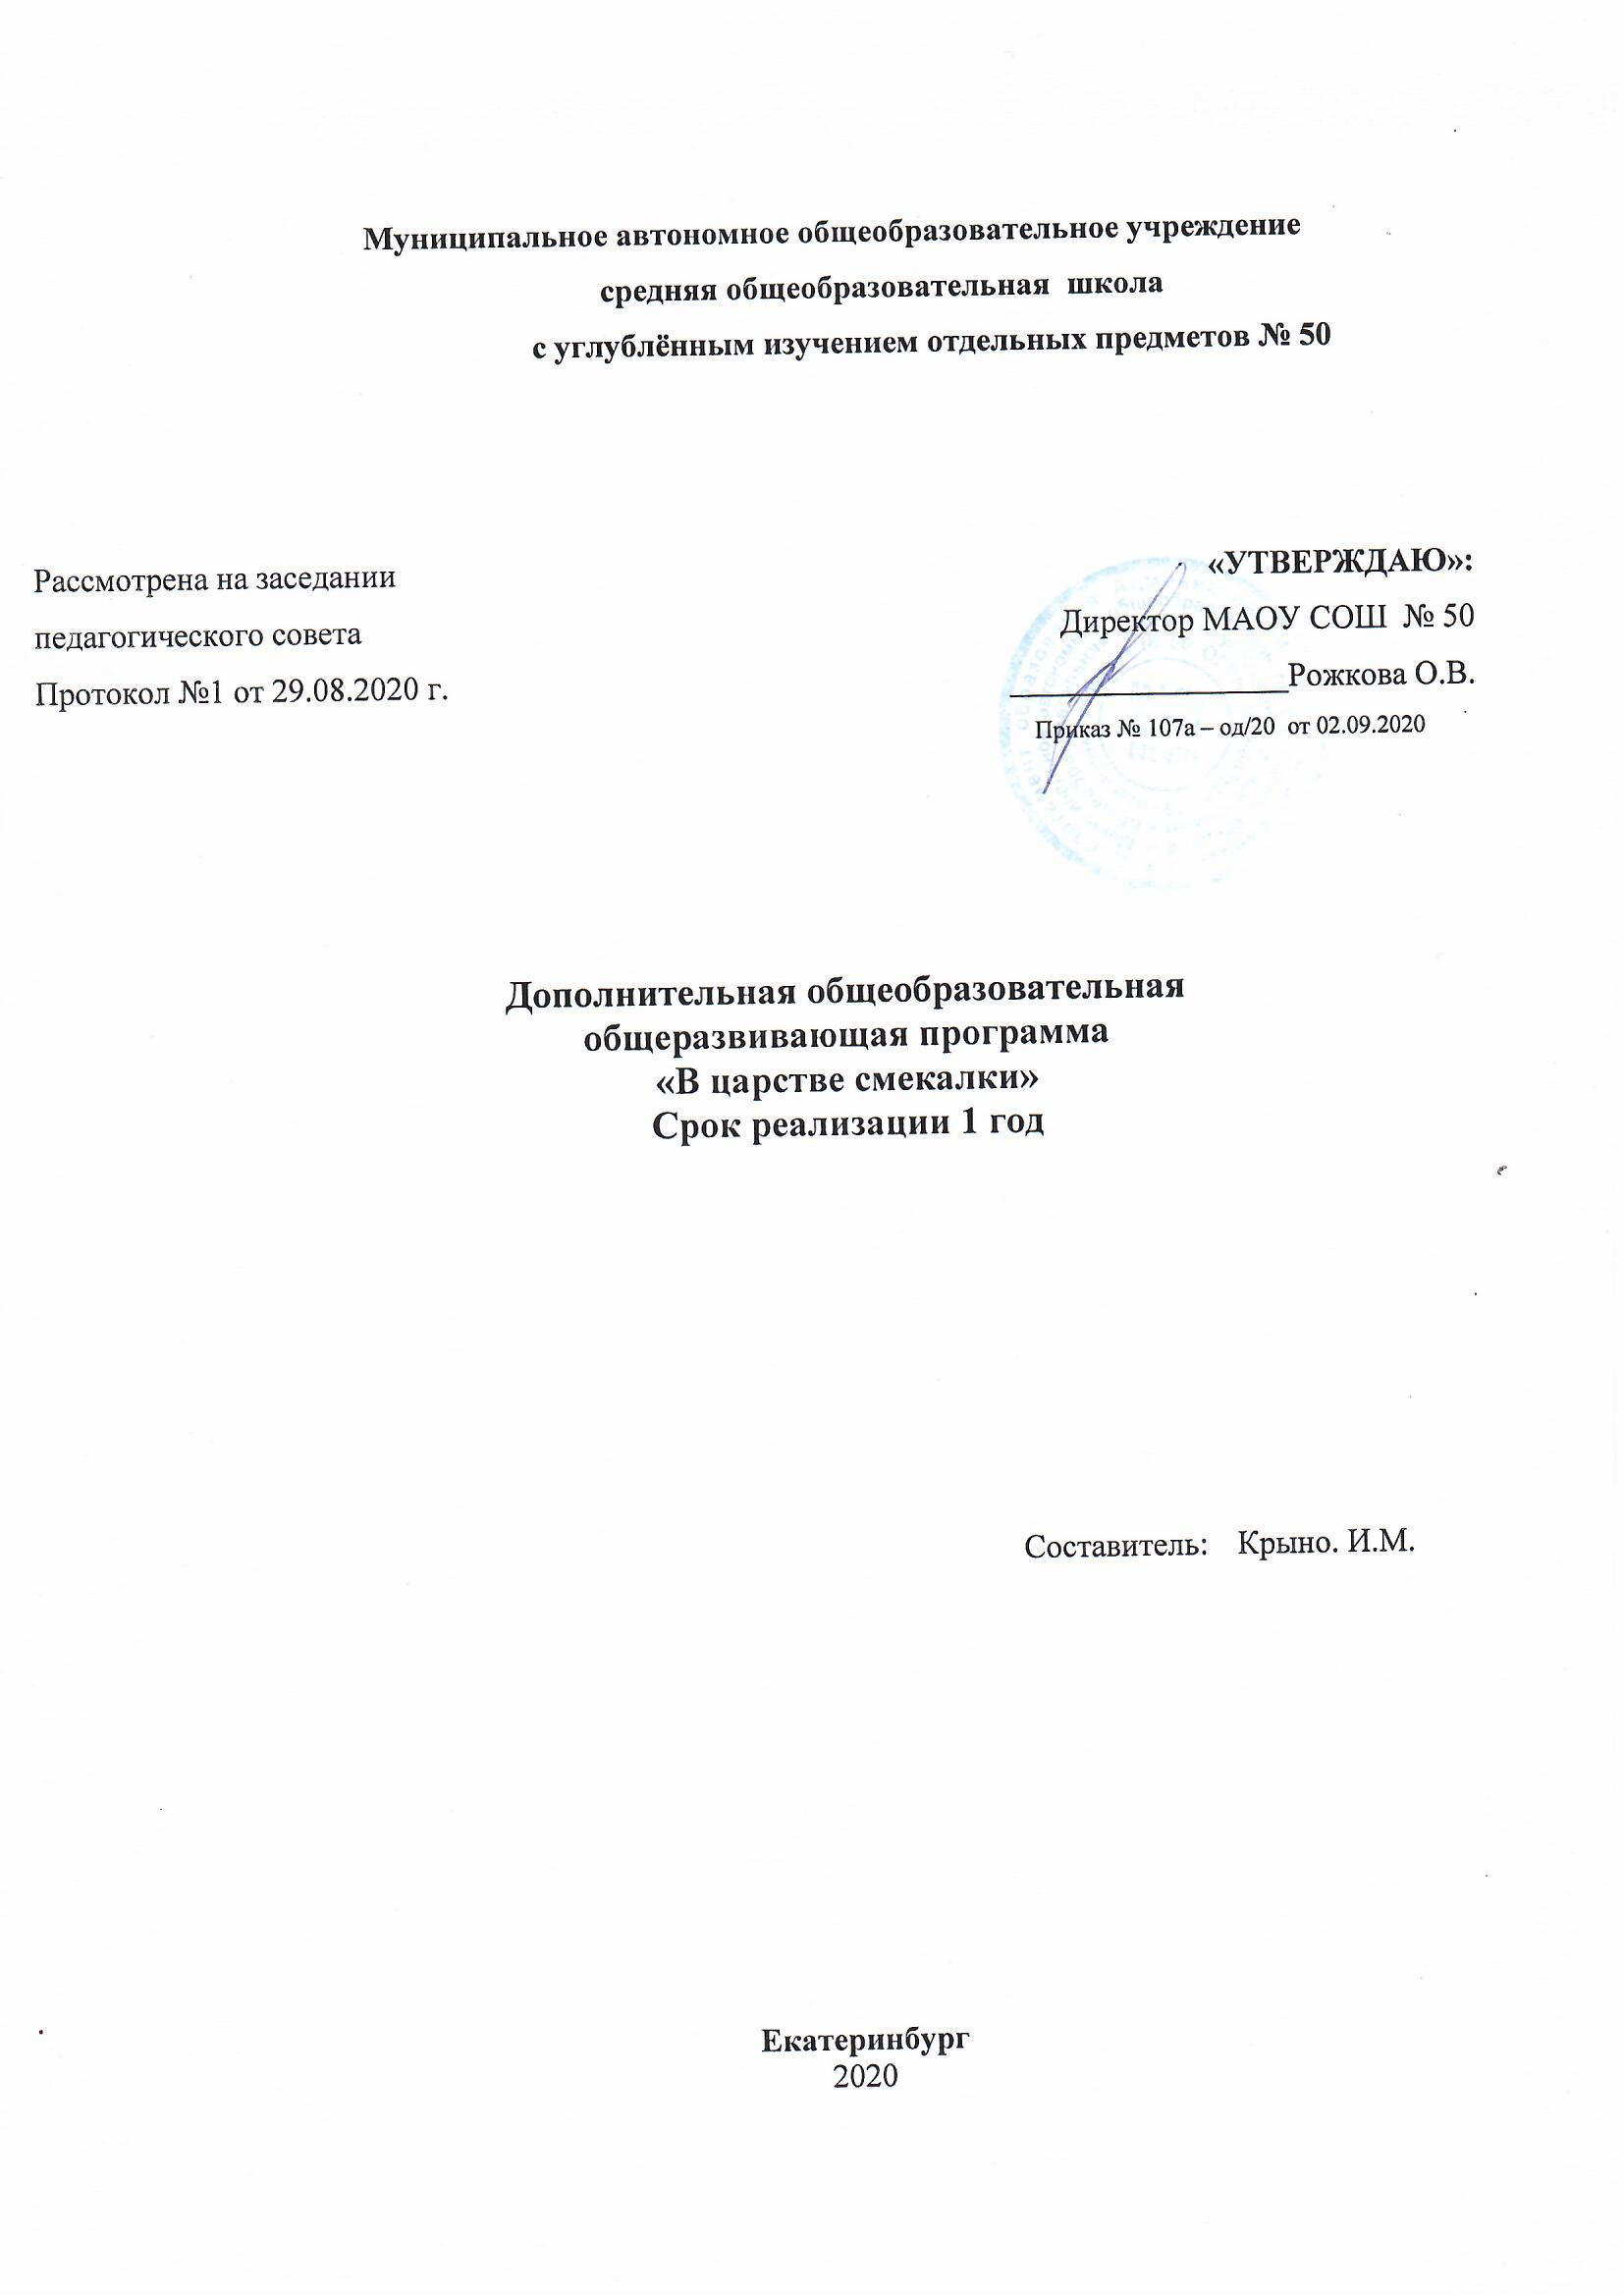 Муниципальное автономное общеобразовательное учреждение
средняя общеобразовательная школа
с углублённым изучением отдельных предметов № 50
Рассмотрена на заседании
педагогического совета
Протокол №1 от 29.08.2020 г.
«УТВЕРЖДАЮ»:
Директор МАОУ СОШ № 50
Рожкова О.В.
Приказ № 107а – од/20 от 02.09.2020
Дополнительная общеобразовательная
общеразвивающая программа
«В царстве смекалки»
Срок реализации 1 год
Составитель: Крыно. И.М.
Екатеринбург
2020